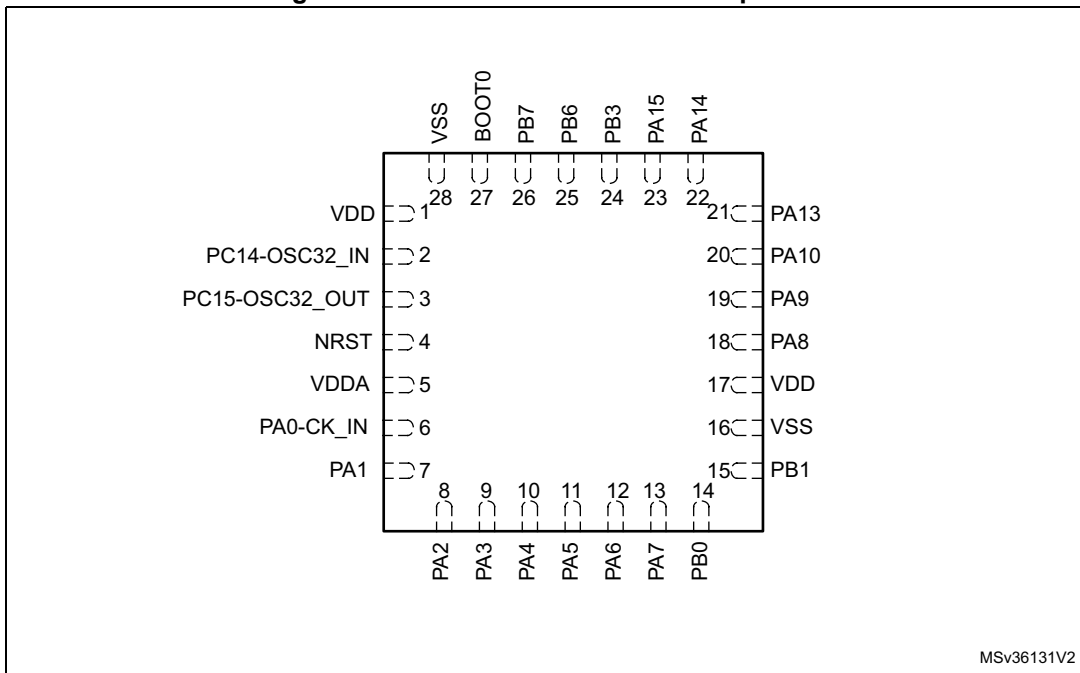 VSS BOOT0 PB7 PB6 PB3 PA15 PA14
28 27 26 25 24 23 22
VDD 1 21 PA13
PC14-OSC32_IN 2 20 PA10
PC15-OSC32_OUT 3 19 PA9
NRST 4 18 PA8
VDDA 5 17 VDD
PA0-CK_IN 6 16 VSS
PA1 7 15 PB1
8 9 10 11 12 13 14
PA2 PA3 PA4 PA5 PA6 PA7 PB0
MSv36131V2